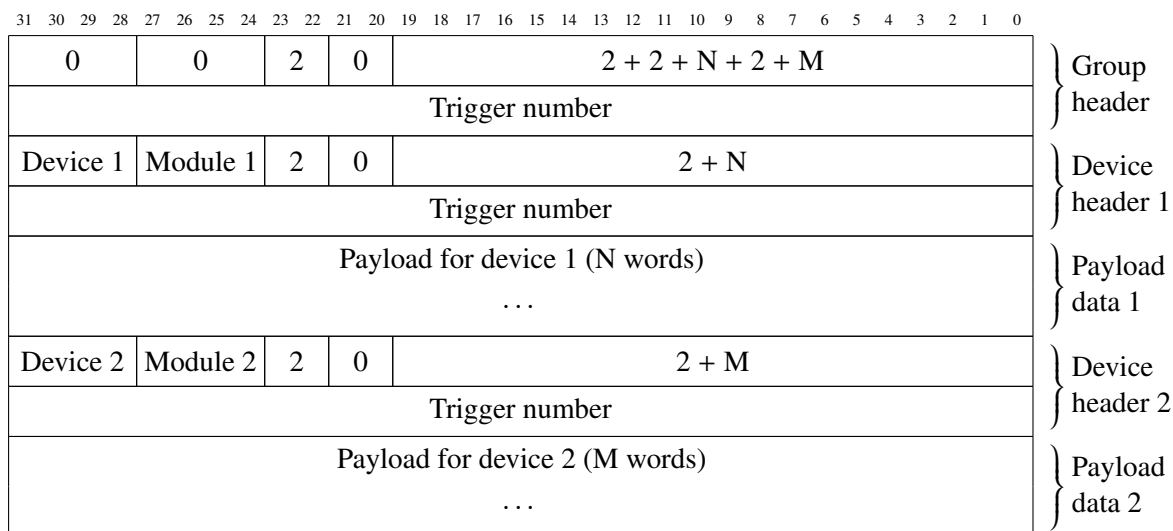 31 30 29 28 27 26 25 24 23 22 21 20 19 18 17 16 15 14 13 12 11 10 9 8 7 6 5 4 3 2 1 0
0 0 2 0 2 + 2 + N + 2 + M
Group
header
Trigger number
Device 1 Module 1 2 0 2 + N
Device
header 1
Trigger number
Payload for device 1 (N words)
. . .
Payload
data 1
Device 2 Module 2 2 0 2 + M
Device
header 2
Trigger number
Payload for device 2 (M words)
. . .
Payload
data 2